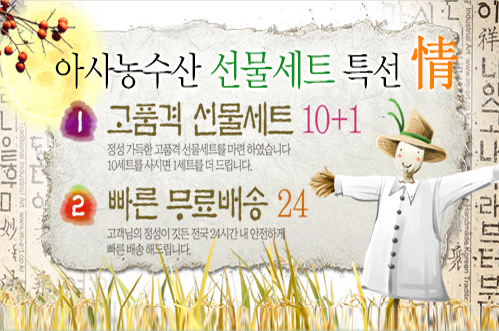 아사농수산 선물세트 특선 情
1 고품격 선물세트 10+1
정성 가득한 고품격 선물세트를 마련 하였습니다
10세트를 사시면 1세트를 더 드립니다.
2 빠른 무료배송 24
고객님의 정성이 깃든 전국 24시간 내 안전하게
빠른 배송 해드립니다.